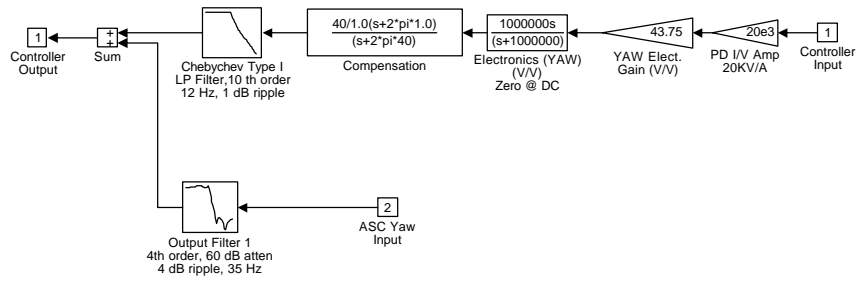 1
Controller
Output
+
+
Sum
Chebychev Type I
LP Filter,10 th order
12 Hz, 1 dB ripple
40/1.0(s+2*pi*1.0)
(s+2*pi*40)
Compensation
1000000s
(s+1000000)
Electronics (YAW)
(V/V)
Zero @ DC
43.75
YAW Elect.
Gain (V/V)
20e3
PD I/V Amp
20KV/A
1
Controller
Input
Output Filter 1
4th order, 60 dB atten
4 dB ripple, 35 Hz
2
ASC Yaw
Input